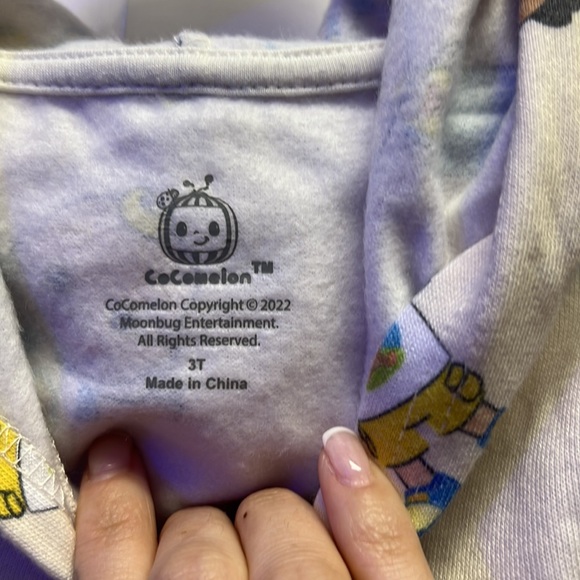 CoComelon™
CoComelon Copyright © 2022
Moonbug Entertainment.
All Rights Reserved.
3T
Made in China